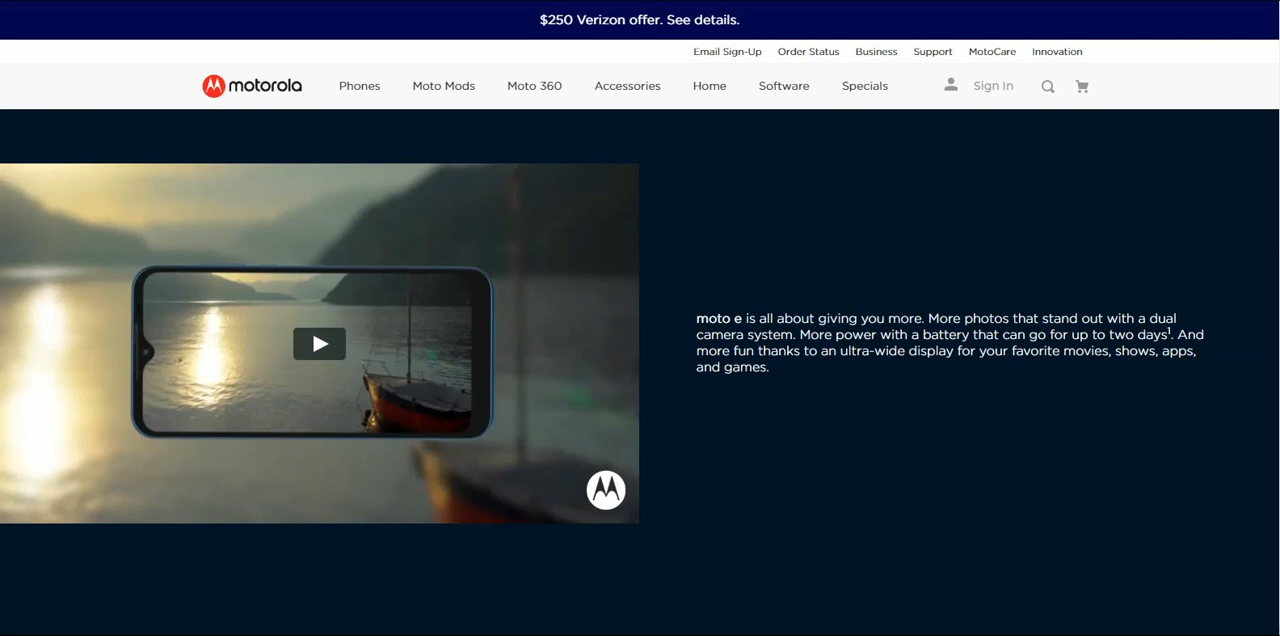 $250 Verizon offer. See details.
Email Sign-Up Order Status Business Support MotoCare Innovation
motorola Phones Moto Mods Moto 360 Accessories Home Software Specials Sign In
moto e is all about giving you more. More photos that stand out with a dual
camera system. More power with a battery that can go for up to two days¹. And
more fun thanks to an ultra-wide display for your favorite movies, shows, apps,
and games.